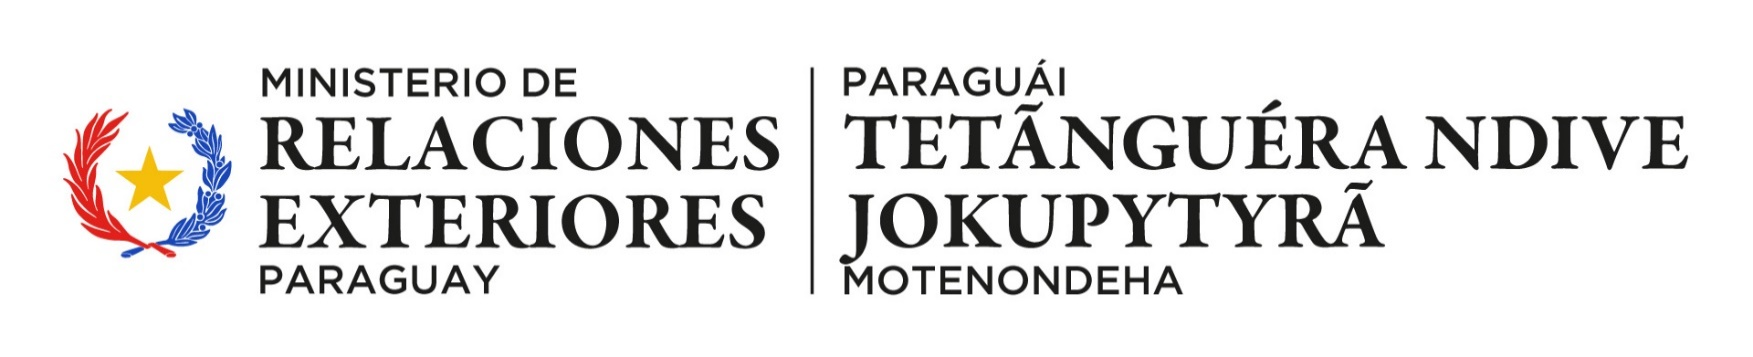 MINISTERIO DE
RELACIONES
EXTERIORES
PARAGUAY
PARAGUÁI
TETÃNGUÉRA NDIVE
JOKUPYTYRÃ
MOTENONDEHA